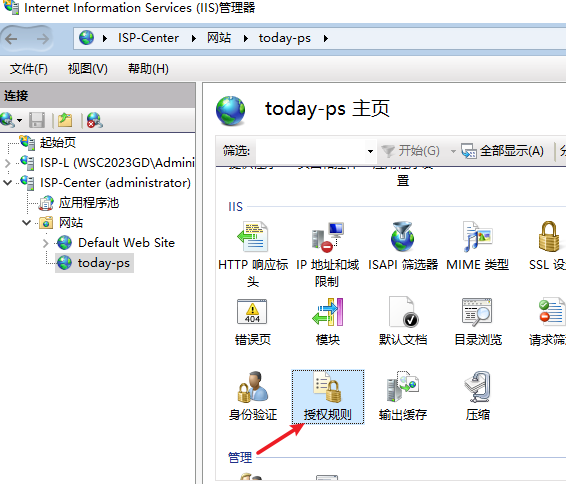 Internet Information Services (IIS)管理器
ISP-Center
网站
today-ps
文件(F)
视图(V)
帮助(H)
连接
起始页
ISP-L (WSC2023GD\Admini
ISP-Center (administrator)
应用程序池
网站
Default Web Site
today-ps
today-ps 主页
筛选:
开始(G)
全部显示(A)
置
IIS
HTTP 响应标
头
IP 地址和域
限制
ISAPI 筛选器
MIME 类型
SSL 设
404
错误页
模块
默认文档
目录浏览
请求筛
身份验证
授权规则
输出缓存
压缩
管理